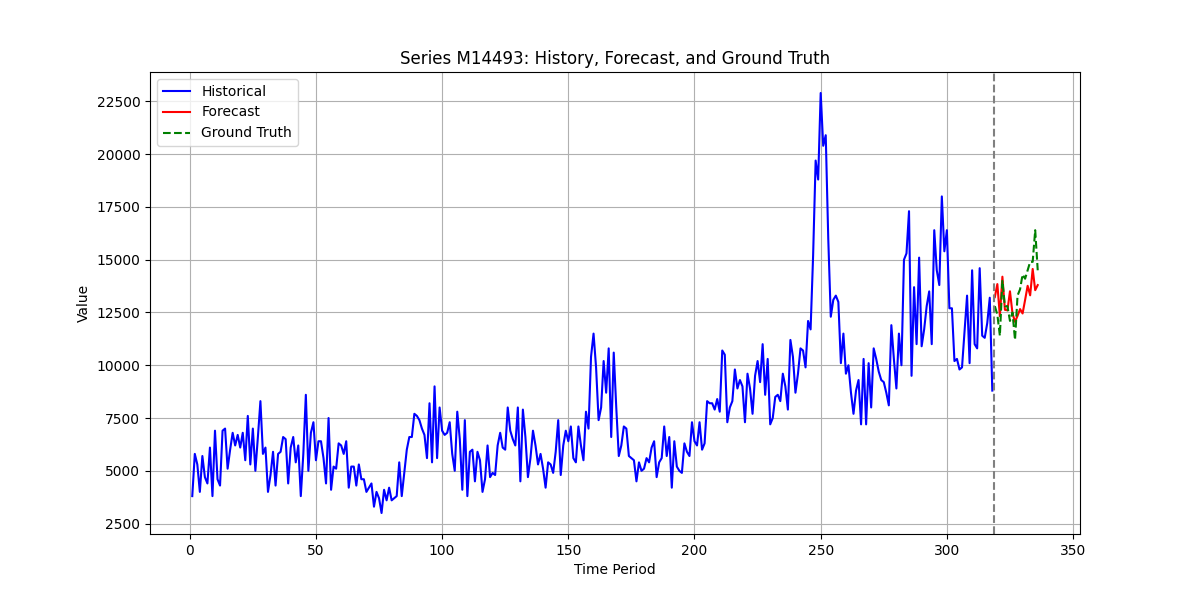 Series M14493: History, Forecast, and Ground Truth
Historical
Forecast
Ground Truth
22500
20000
17500
15000
12500
10000
7500
5000
2500
Value
0 50 100 150 200 250 300 350
Time Period